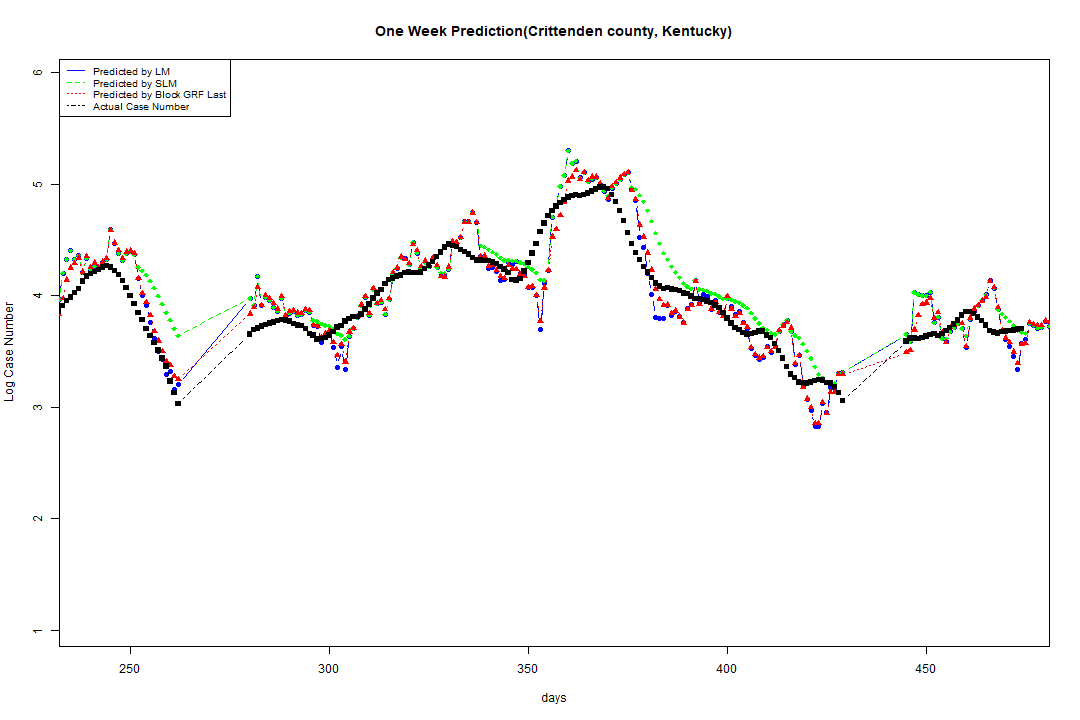 One Week Prediction(Crittenden county, Kentucky)
Predicted by LM
Predicted by SLM
Predicted by Block GRF Last
Actual Case Number
6
5
4
3
2
1
Log Case Number
250 300 350 400 450
days